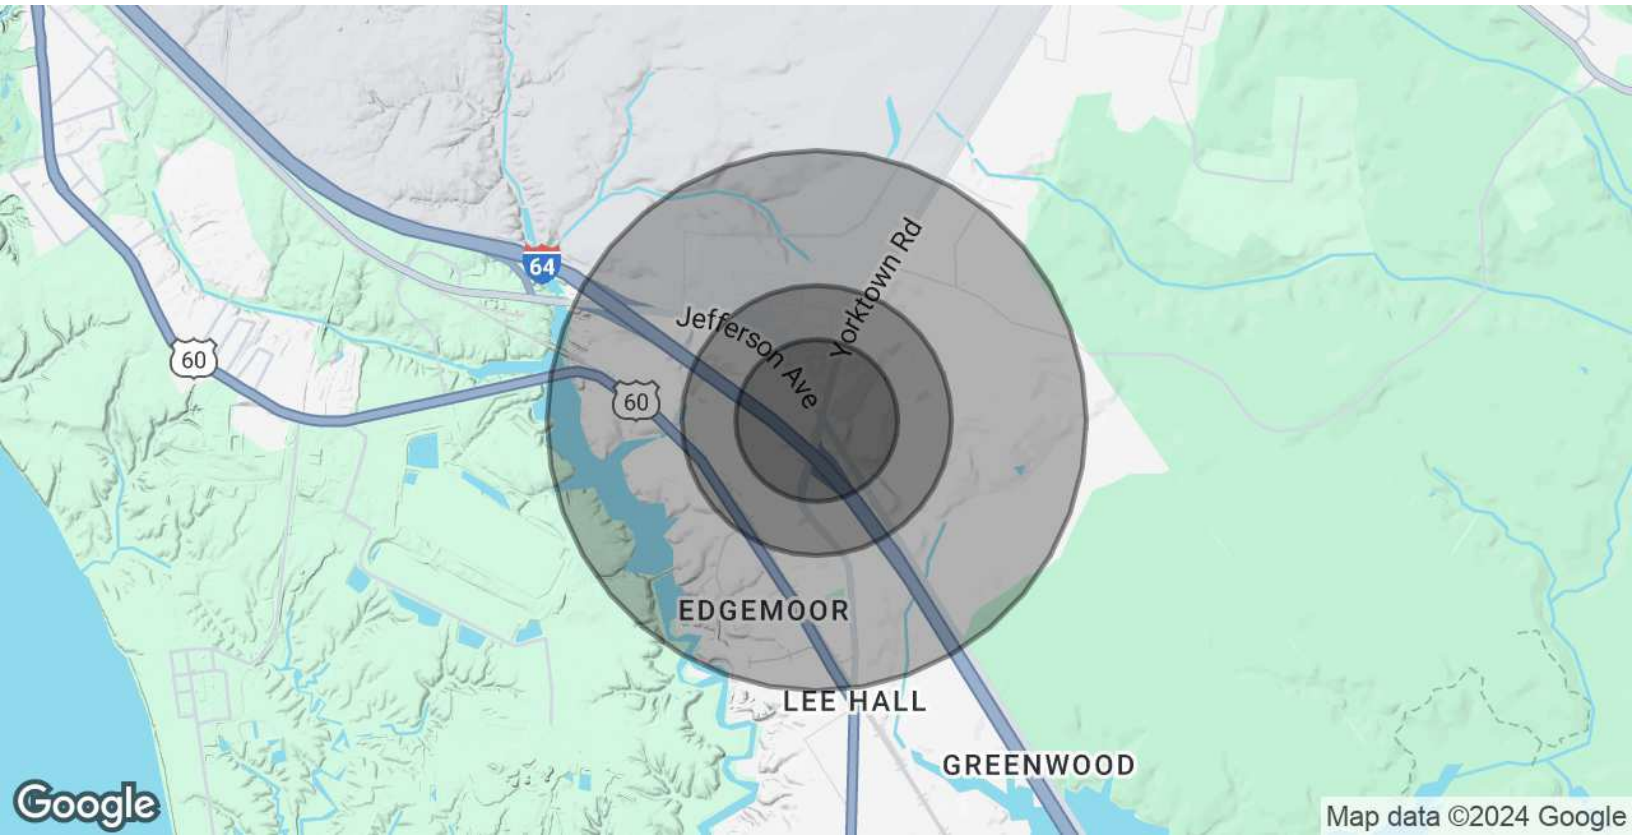 64
Yorktown Rd
Jefferson Ave
60
60
EDGEMOOR
LEE HALL
GREENWOOD
Google
Map data ©2024 Google